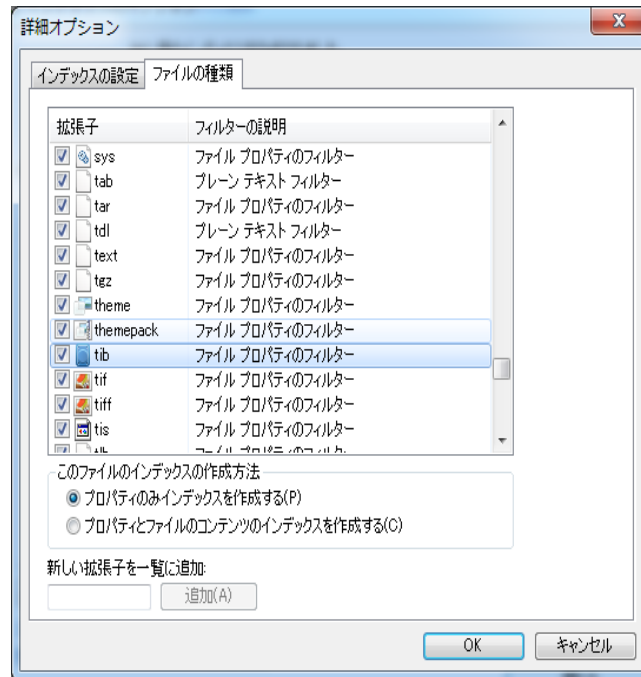 詳細オプション
インデックスの設定 ファイルの種類
拡張子 フィルターの説明
sys ファイル プロパティのフィルター
tab プレーン テキスト フィルター
tar ファイル プロパティのフィルター
tdl プレーン テキスト フィルター
text ファイル プロパティのフィルター
tgz ファイル プロパティのフィルター
theme ファイル プロパティのフィルター
themepack ファイル プロパティのフィルター
tib ファイル プロパティのフィルター
tif ファイル プロパティのフィルター
tiff ファイル プロパティのフィルター
tis ファイル プロパティのフィルター
このファイルのインデックスの作成方法
プロパティのみインデックスを作成する(P)
プロパティとファイルのコンテンツのインデックスを作成する(C)
新しい拡張子を一覧に追加:
追加(A)
OK キャンセル